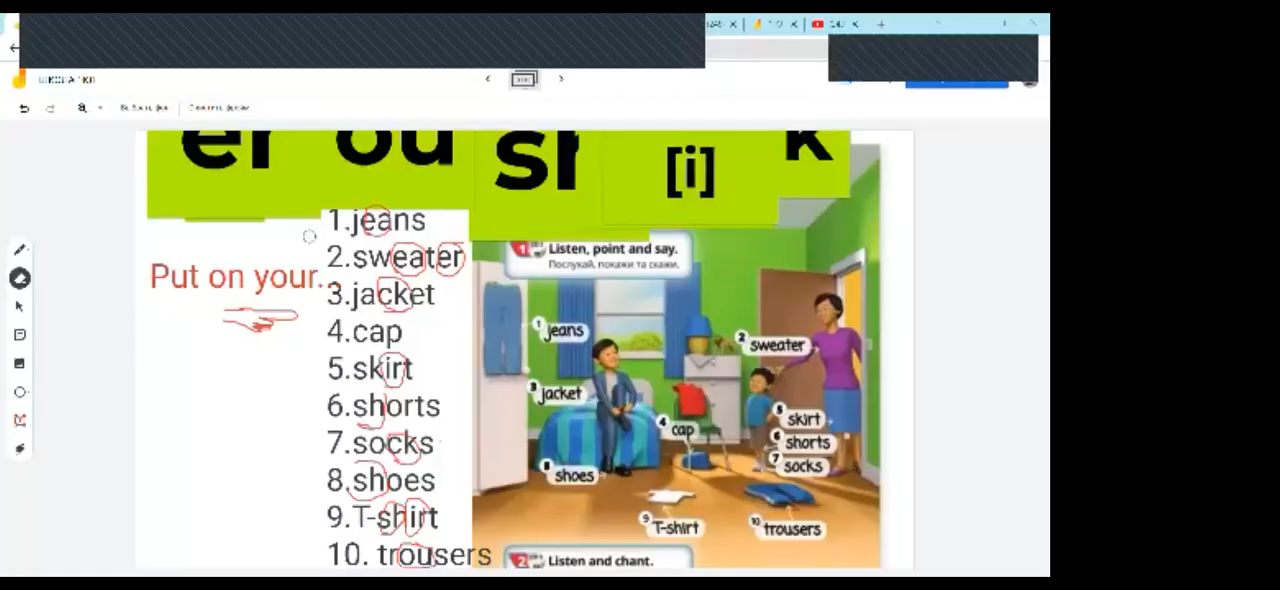 er ou sh [i] k
1.jeans
2.sweater
Put on your...
3.jacket
4.cap
5.skirt
6.shorts
7.socks
8.shoes
9.T-shirt
10. trousers
1 Listen, point and say.
Послухай, покажи та скажи.
1 jeans
2 sweater
3 jacket
4 cap
5 skirt
6 shorts
7 socks
8 shoes
9 T-shirt
10 trousers
2 Listen and chant.